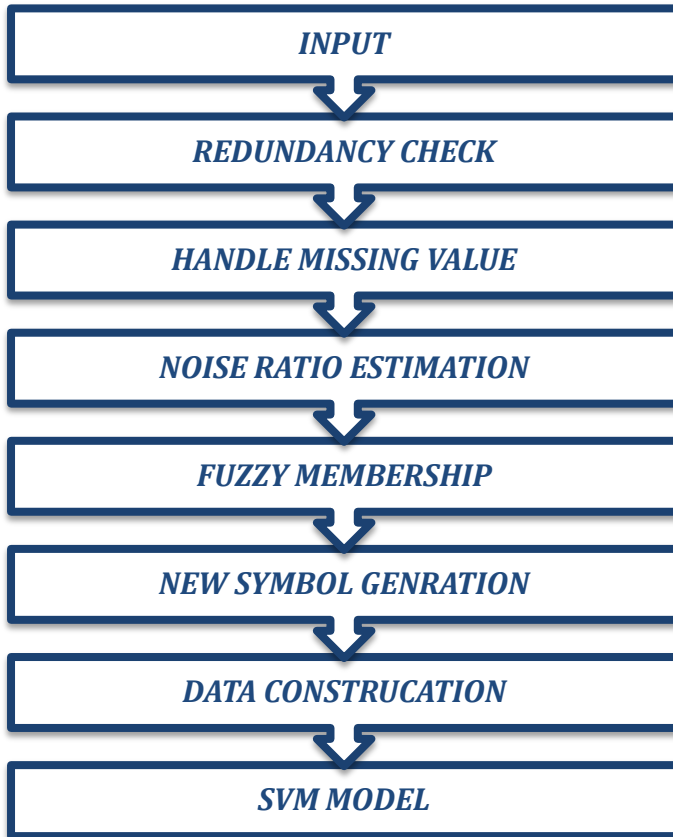 INPUT
REDUNDANCY CHECK
HANDLE MISSING VALUE
NOISE RATIO ESTIMATION
FUZZY MEMBERSHIP
NEW SYMBOL GENRATION
DATA CONSTRUCATION
SVM MODEL